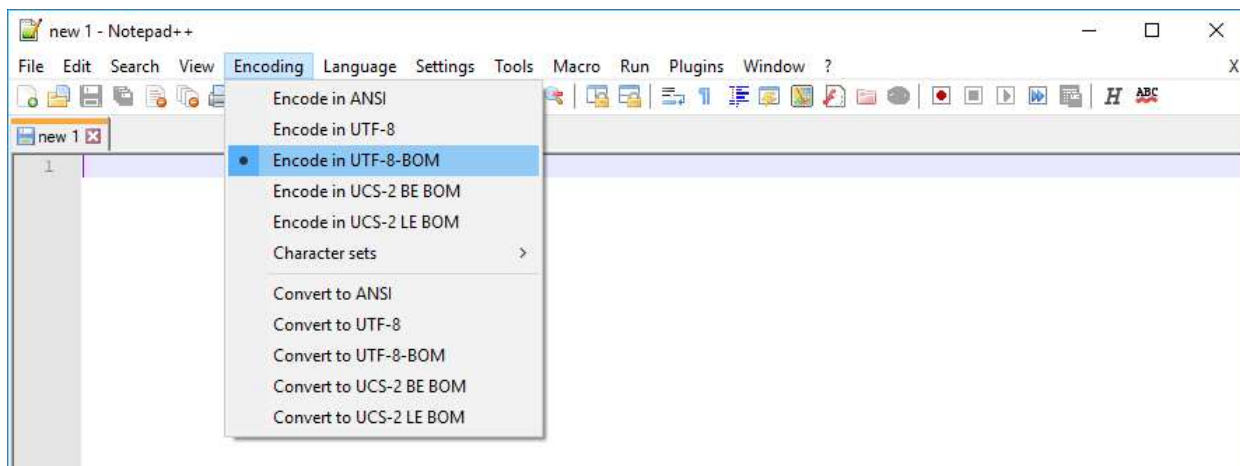 new 1 - Notepad++
File Edit Search View Encoding Language Settings Tools Macro Run Plugins Window ? X
H ABC
new 1
1
Encode in ANSI
Encode in UTF-8
Encode in UTF-8-BOM
Encode in UCS-2 BE BOM
Encode in UCS-2 LE BOM
Character sets
Convert to ANSI
Convert to UTF-8
Convert to UTF-8-BOM
Convert to UCS-2 BE BOM
Convert to UCS-2 LE BOM